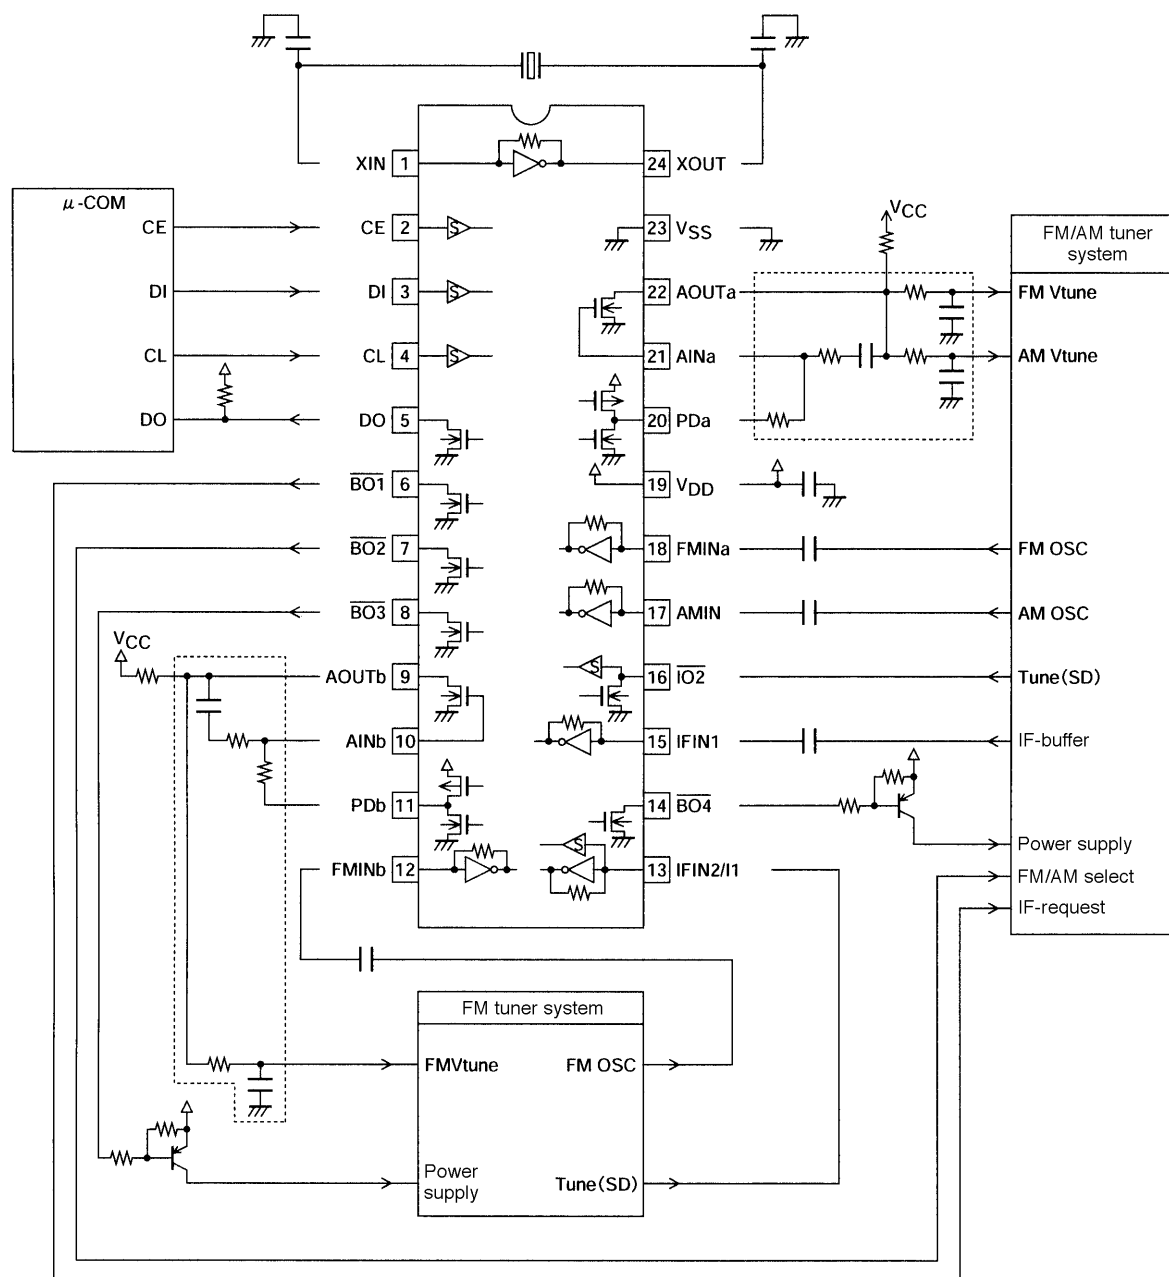 XIN 1
24 XOUT
μ-COM
CE
DI
CL
DO
CE 2 S
DI 3 S
CL 4 S
DO 5
BO1 6
BO2 7
BO3 8
AOUTb 9
AINb 10
PDb 11
FMINb 12
VCC
23 VSS
22 AOUTa
21 AINa
20 PDa
19 VDD
18 FMINa
17 AMIN
S 16 IO2
15 IFIN1
14 BO4
S 13 IFIN2/I1
VCC
FM/AM tuner
system
FM Vtune
AM Vtune
FM OSC
AM OSC
Tune(SD)
IF-buffer
Power supply
FM/AM select
IF-request
FM tuner system
FMVtune
FM OSC
Power
supply
Tune(SD)